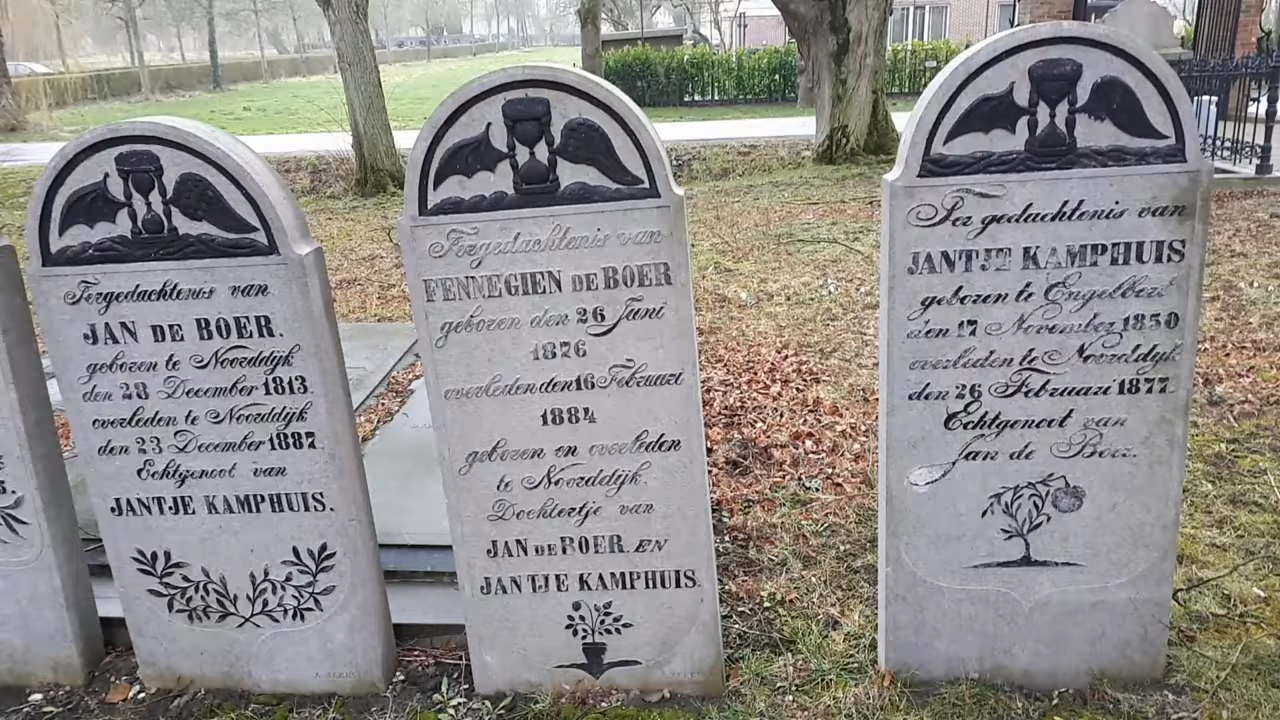 Tergedachtenis van
JAN DE BOER.
geboren te Noorddijk
den 28 December 1813.
overleden te Noorddijk
den 23 December 1887.
Echtgenoot van
JANTJE KAMPHUIS.
Tergedachtenis van
FENNEGIEN DE BOER
geboren den 26 Juni
1876
overleden den 16 Februari
1884
geboren en overleden
te Noorddijk.
Dochtertje van
JAN DE BOER. EN
JANTJE KAMPHUIS.
Ter gedachtenis van
JANTJE KAMPHUIS
geboren te Engelbert
den 17 November 1850
overleden te Noorddijk
den 26 Februari 1877.
Echtgenoot van
Jan de Boer.